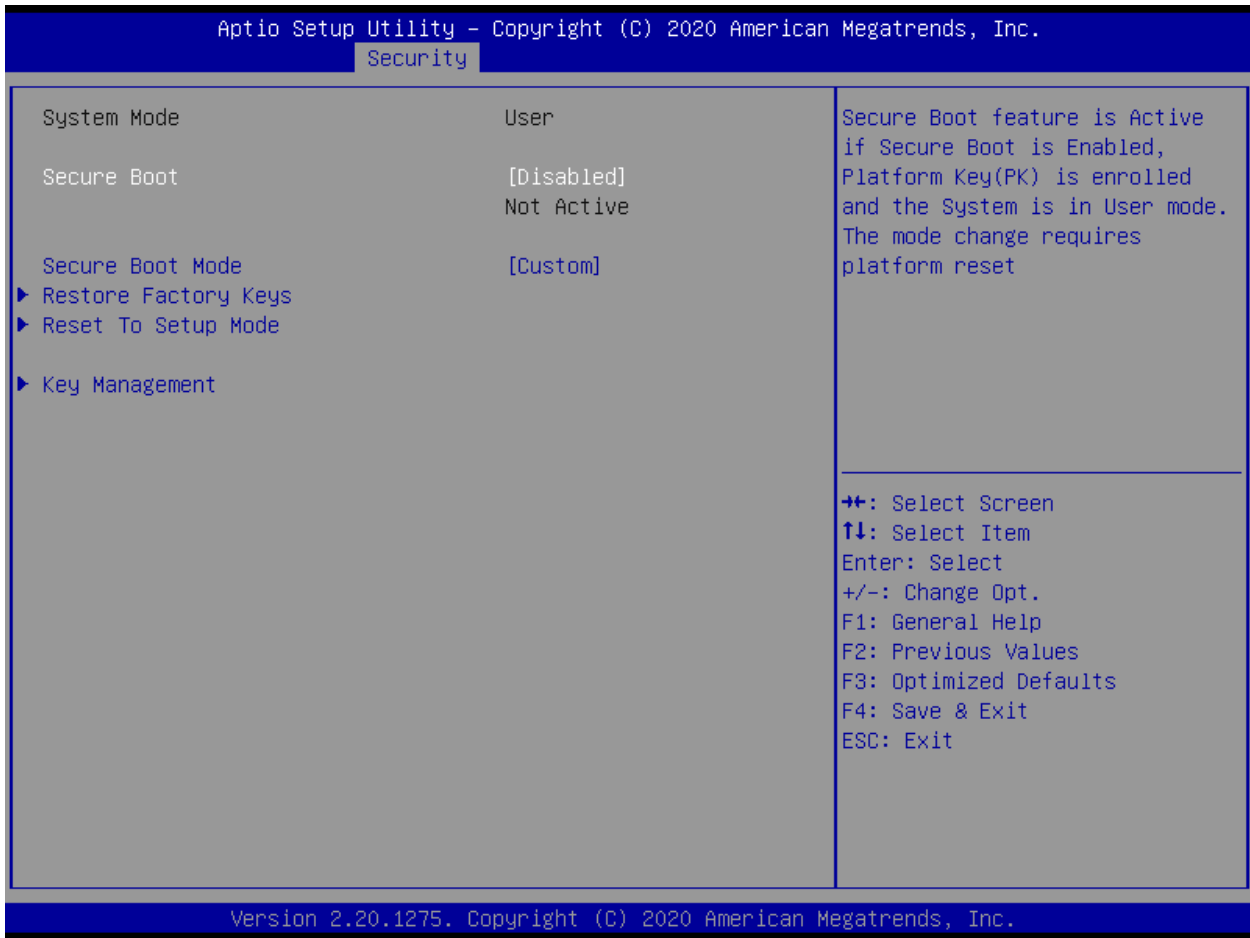 Aptio Setup Utility – Copyright (C) 2020 American Megatrends, Inc.
Security
System Mode User
Secure Boot [Disabled]
Not Active
Secure Boot Mode [Custom]
▶ Restore Factory Keys
▶ Reset To Setup Mode
▶ Key Management
Secure Boot feature is Active
if Secure Boot is Enabled,
Platform Key(PK) is enrolled
and the System is in User mode.
The mode change requires
platform reset
→←: Select Screen
↑↓: Select Item
Enter: Select
+/-: Change Opt.
F1: General Help
F2: Previous Values
F3: Optimized Defaults
F4: Save & Exit
ESC: Exit
Version 2.20.1275. Copyright (C) 2020 American Megatrends, Inc.